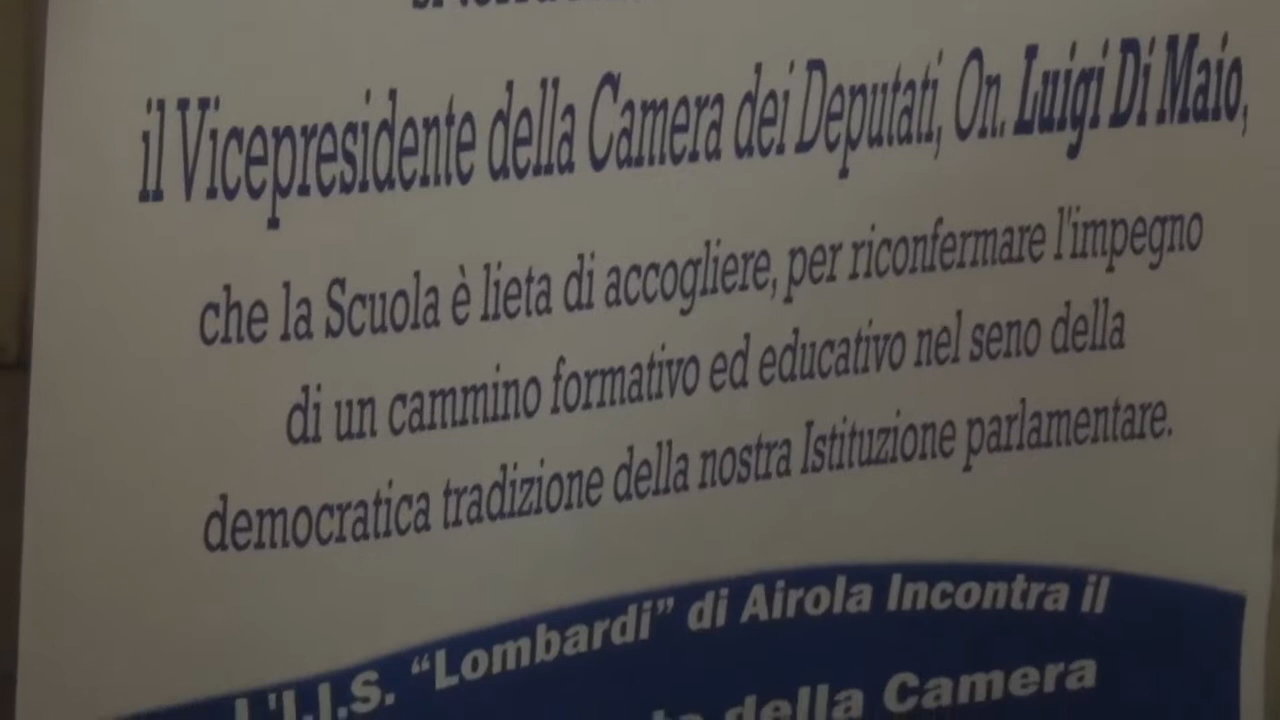 il Vicepresidente della Camera dei Deputati, On. Luigi Di Maio,
che la Scuola è lieta di accogliere, per riconfermare l'impegno
di un cammino formativo ed educativo nel seno della
democratica tradizione della nostra Istituzione parlamentare.
L'I.I.S. “Lombardi” di Airola Incontra il
della Camera